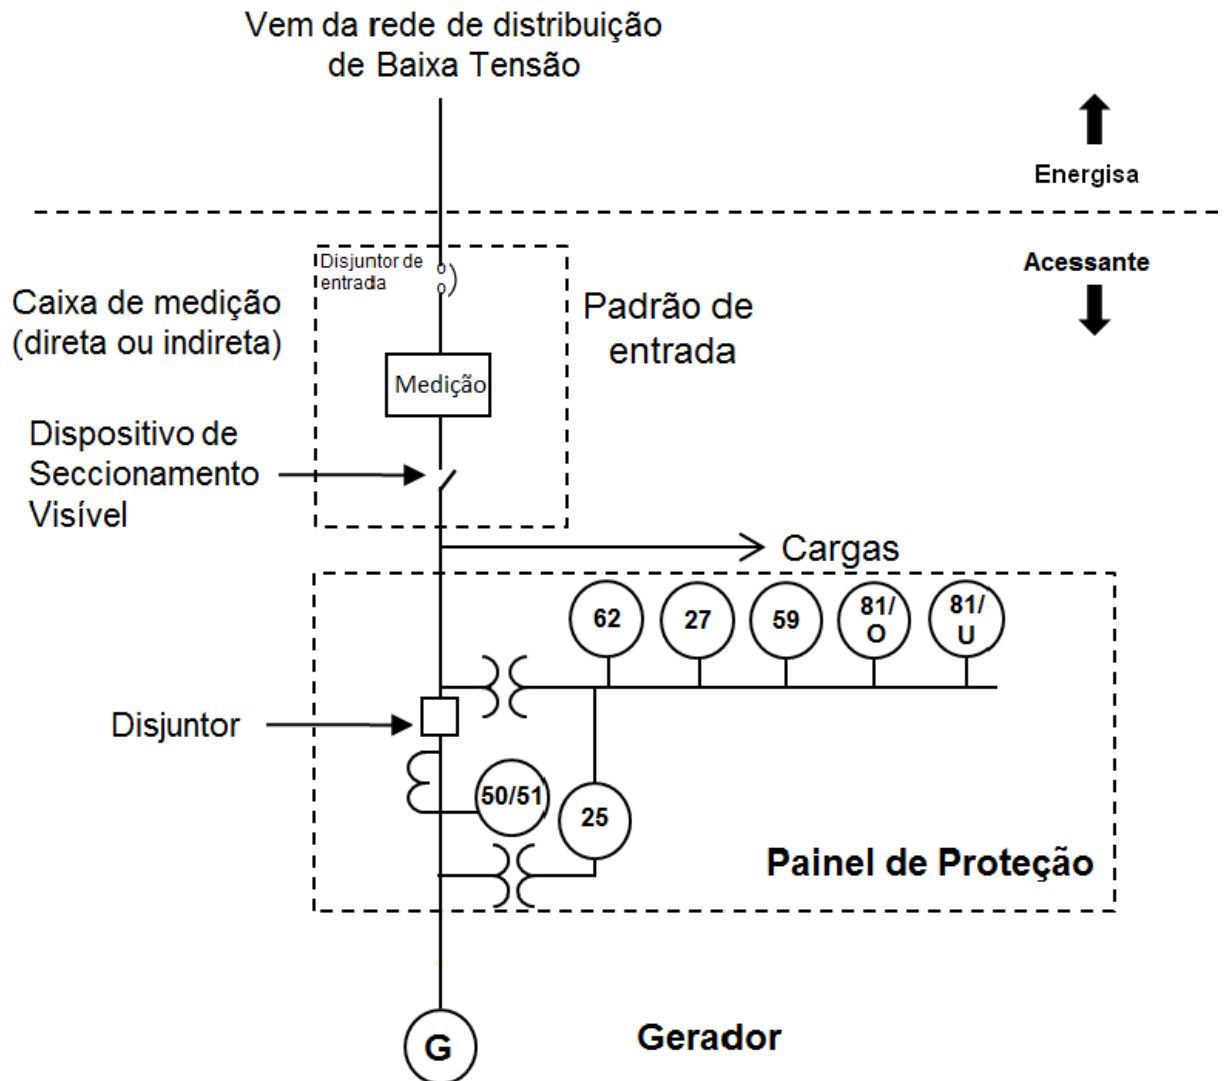 Vem da rede de distribuição
de Baixa Tensão
Energisa
Acessante
Disjuntor de
entrada
Caixa de medição
(direta ou indireta)
Padrão de
entrada
Medição
Dispositivo de
Seccionamento
Visível
Cargas
62
27
59
81/
O
81/
U
Disjuntor
50/51
25
Painel de Proteção
G
Gerador